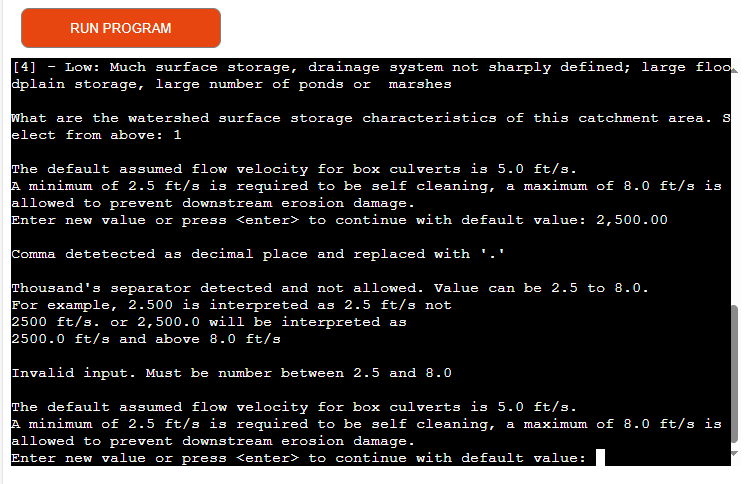 RUN PROGRAM
[4] - Low: Much surface storage, drainage system not sharply defined; large floo
dplain storage, large number of ponds or  marshes
What are the watershed surface storage characteristics of this catchment area. S
elect from above: 1
The default assumed flow velocity for box culverts is 5.0 ft/s.
A minimum of 2.5 ft/s is required to be self cleaning, a maximum of 8.0 ft/s is
allowed to prevent downstream erosion damage.
Enter new value or press <enter> to continue with default value: 2,500.00
Comma detetected as decimal place and replaced with '.'
Thousand's separator detected and not allowed. Value can be 2.5 to 8.0.
For example, 2.500 is interpreted as 2.5 ft/s not
2500 ft/s. or 2,500.0 will be interpreted as
2500.0 ft/s and above 8.0 ft/s
Invalid input. Must be number between 2.5 and 8.0
The default assumed flow velocity for box culverts is 5.0 ft/s.
A minimum of 2.5 ft/s is required to be self cleaning, a maximum of 8.0 ft/s is
allowed to prevent downstream erosion damage.
Enter new value or press <enter> to continue with default value: